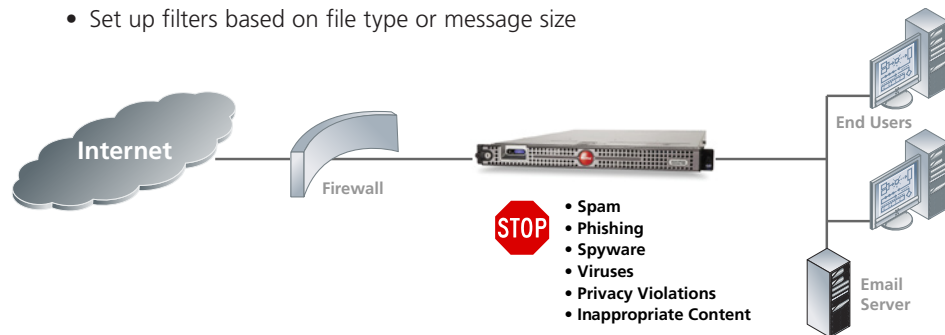 • Set up filters based on file type or message size
Internet
Firewall
End Users
STOP
• Spam
• Phishing
• Spyware
• Viruses
• Privacy Violations
• Inappropriate Content
Email
Server